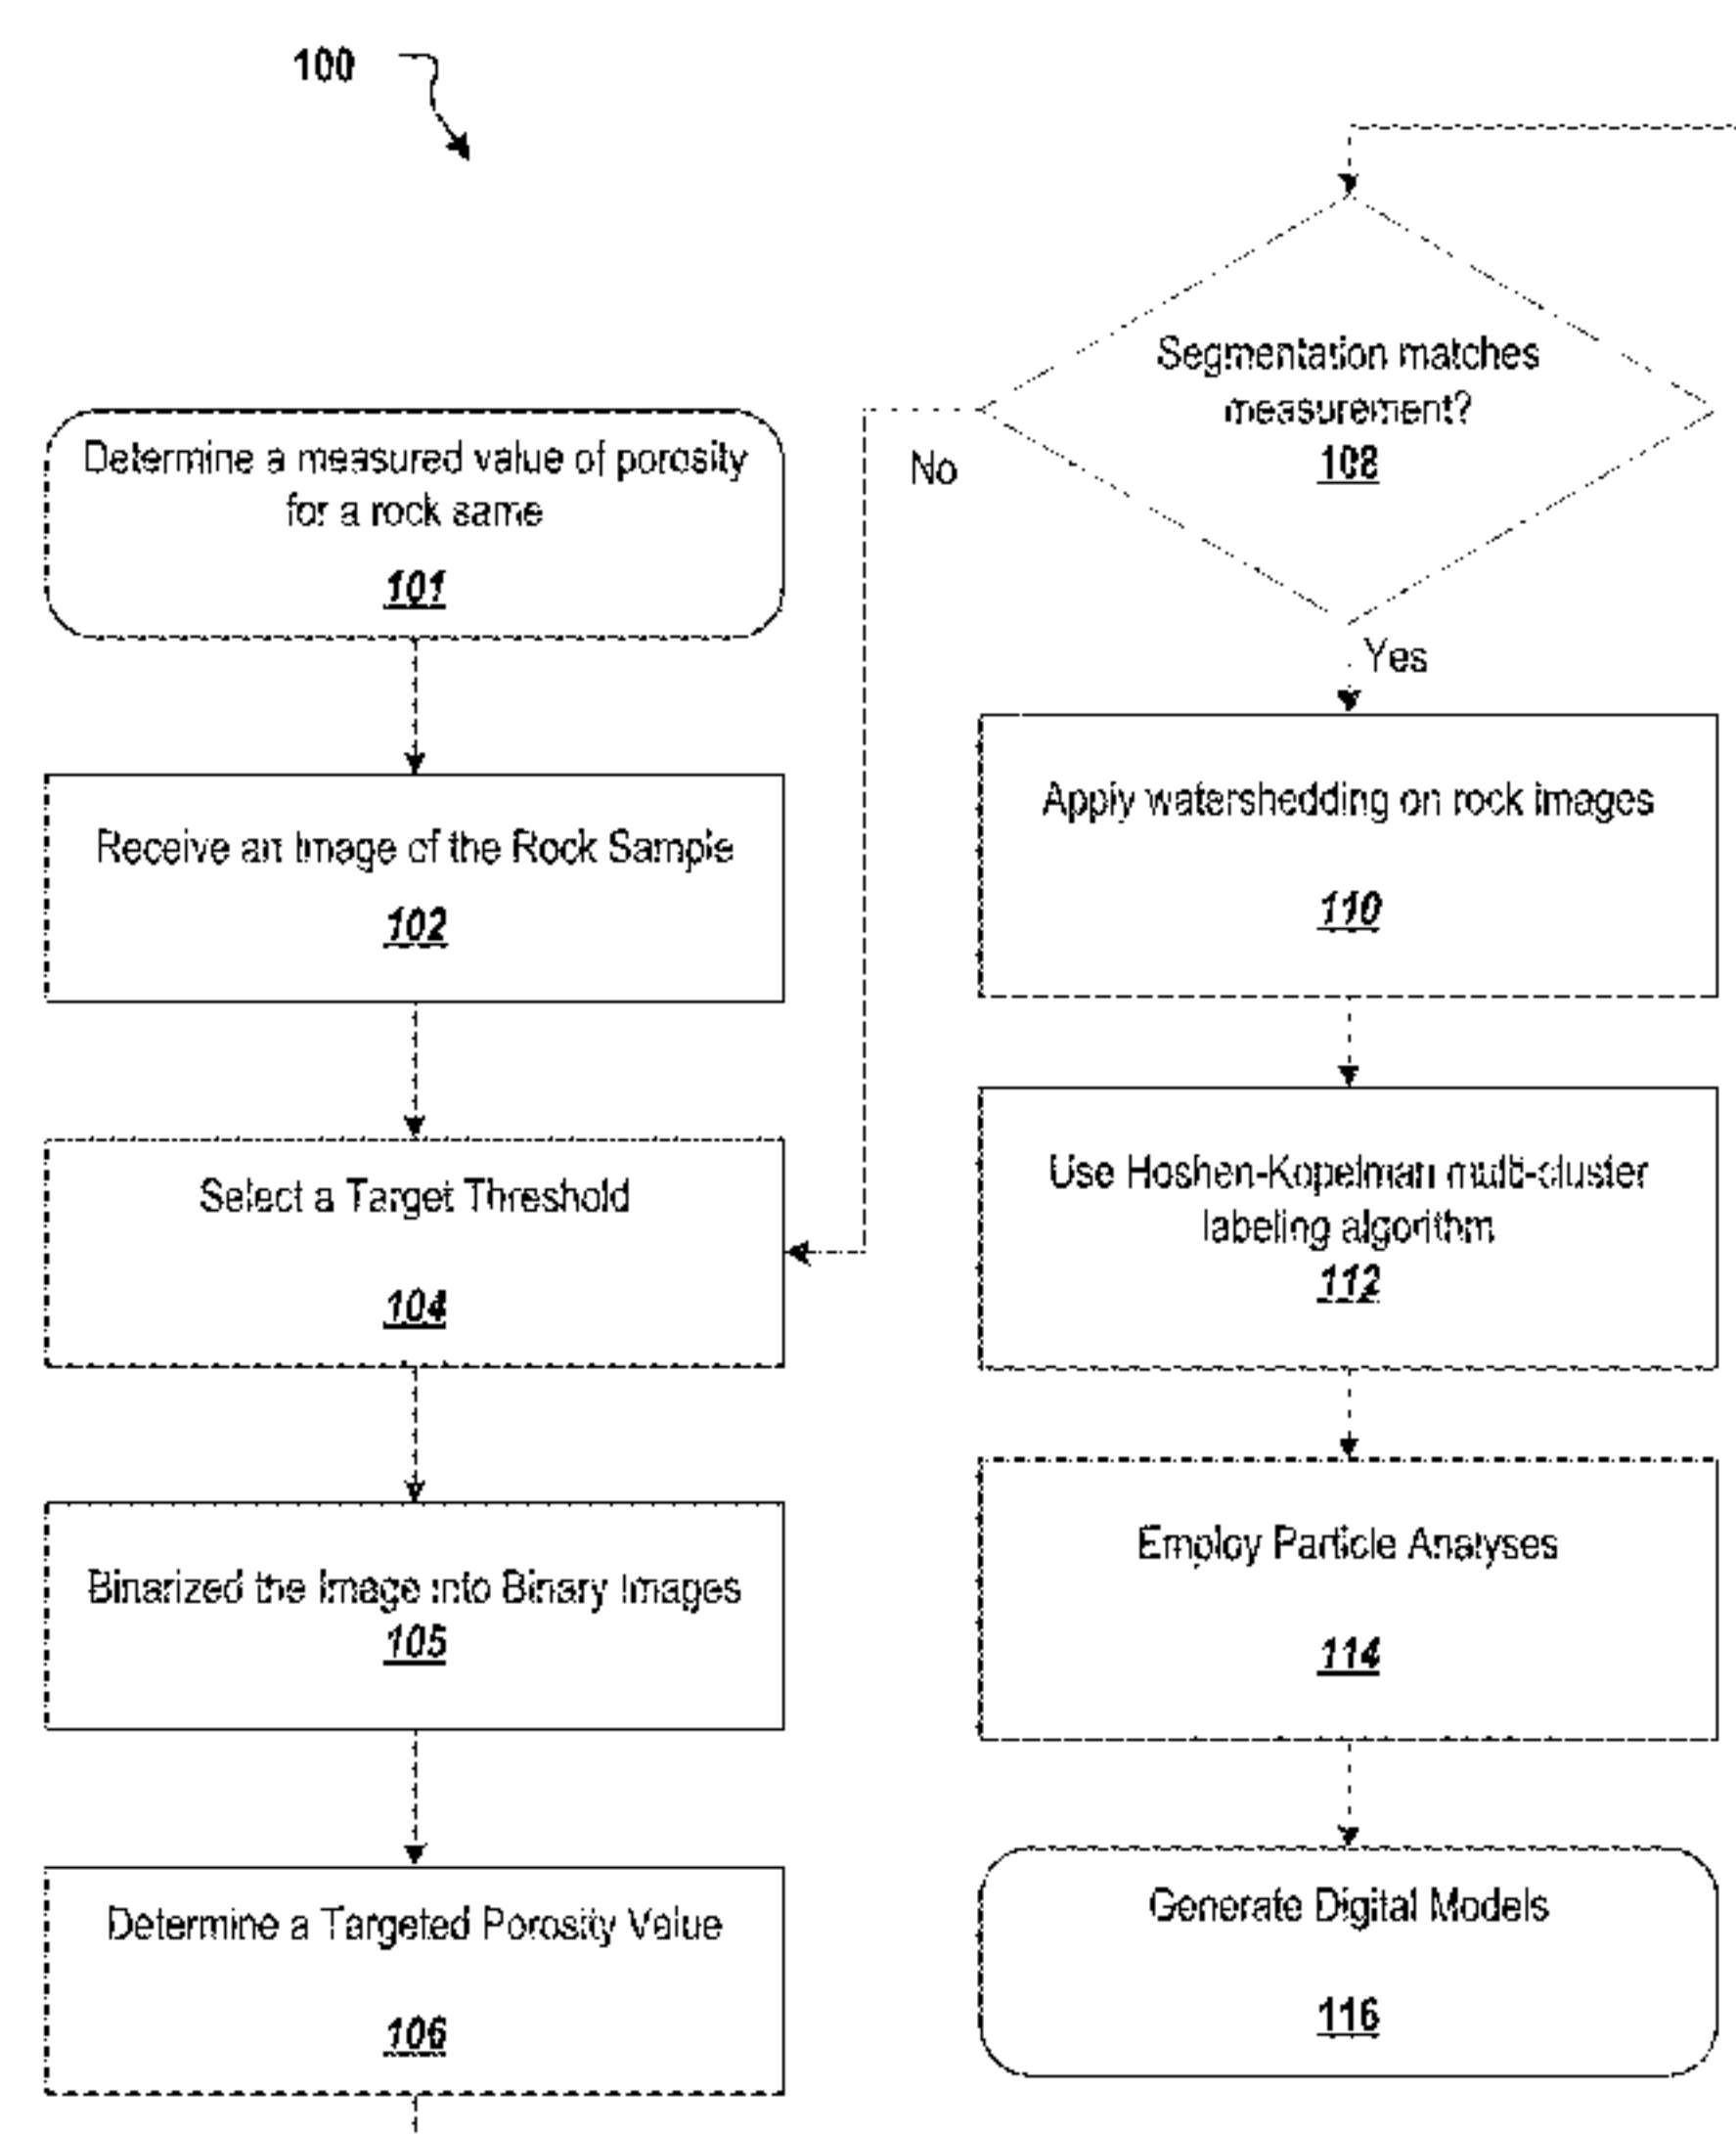 100
Determine a measured value of porosity
for a rock same
101
Receive an Image of the Rock Sample
102
Select a Target Threshold
104
Binarized the Image into Binary Images
105
Determine a Targeted Porosity Value
106
Segmentation matches
measurement?
108
No
Yes
Apply watershedding on rock images
110
Use Hoshen-Kopelman multi-cluster
labeling algorithm
112
Employ Particle Analyses
114
Generate Digital Models
116